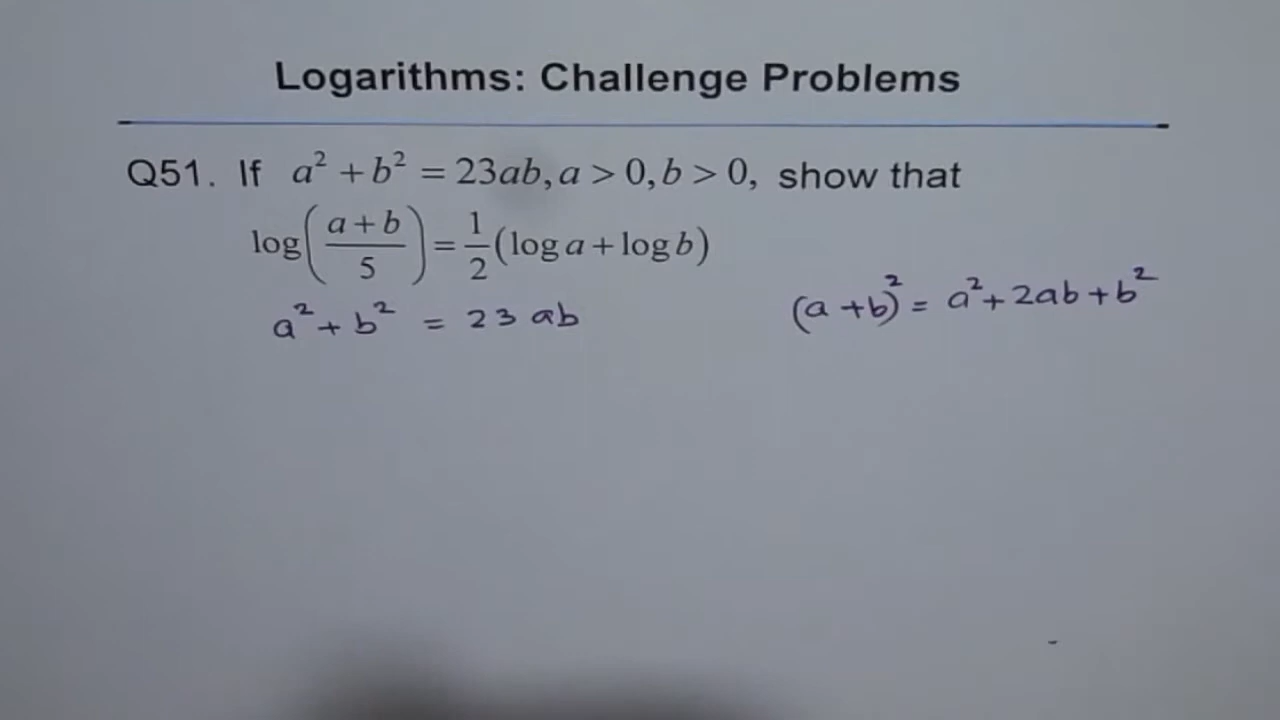 Logarithms: Challenge Problems
Q51. If a² + b² = 23ab, a > 0, b > 0, show that
log((a+b)/5) = 1/2 (log a + log b)
a² + b² = 23 ab
(a + b)² = a² + 2ab + b²